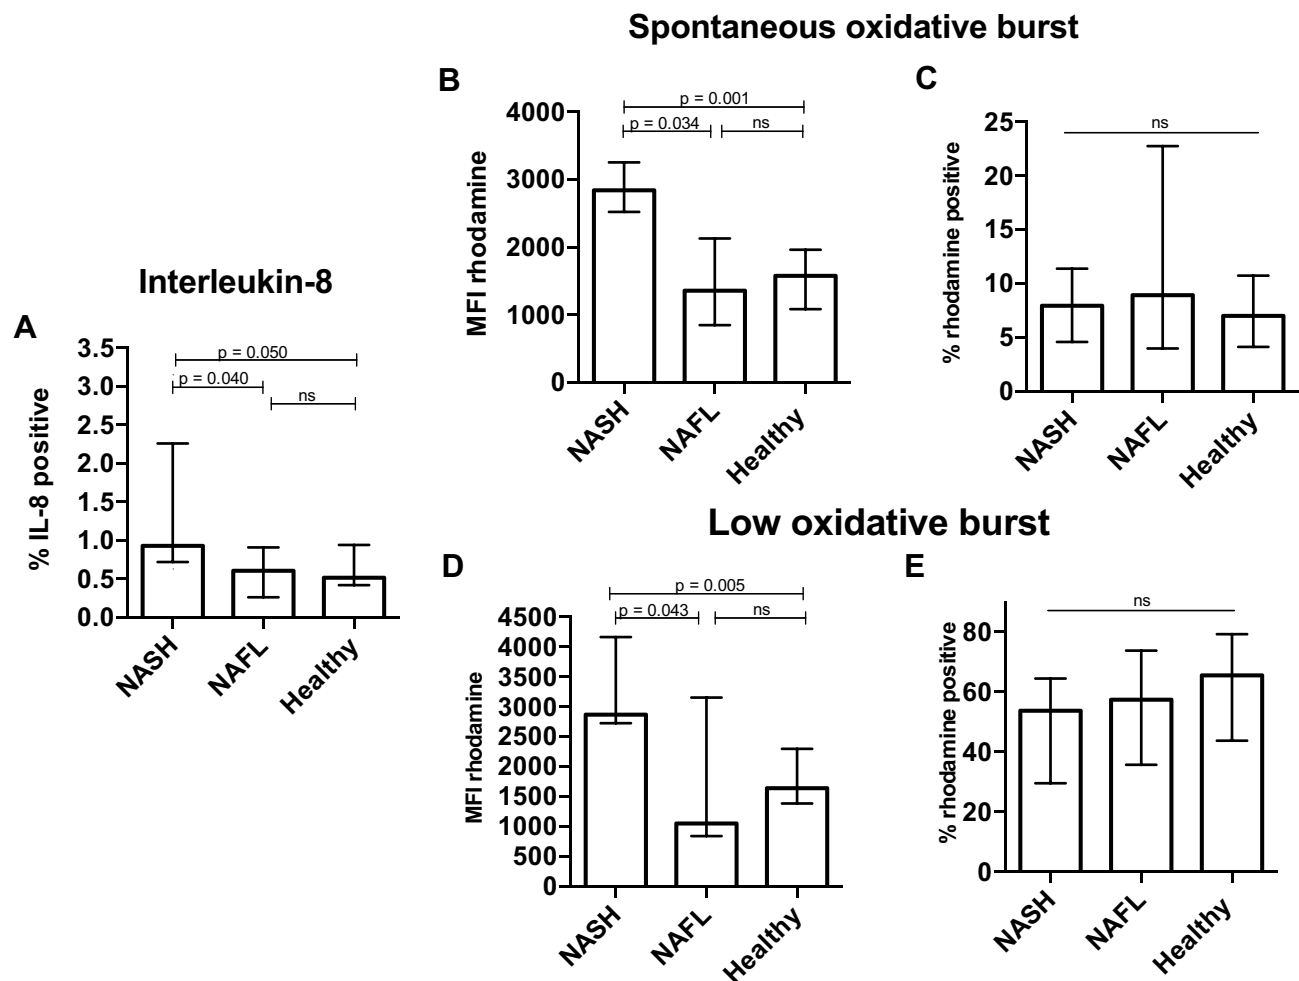 Spontaneous oxidative burst
B
MFI rhodamine
4000
3000
2000
1000
0
p = 0.001
p = 0.034
ns
NASH
NAFL
Healthy
C
% rhodamine positive
25
20
15
10
5
0
ns
NASH
NAFL
Healthy
Interleukin-8
A
% IL-8 positive
3.5
3.0
2.5
2.0
1.5
1.0
0.5
0.0
p = 0.050
p = 0.040
ns
NASH
NAFL
Healthy
Low oxidative burst
D
MFI rhodamine
4500
4000
3500
3000
2500
2000
1500
1000
500
0
p = 0.005
p = 0.043
ns
NASH
NAFL
Healthy
E
% rhodamine positive
80
60
40
20
0
ns
NASH
NAFL
Healthy